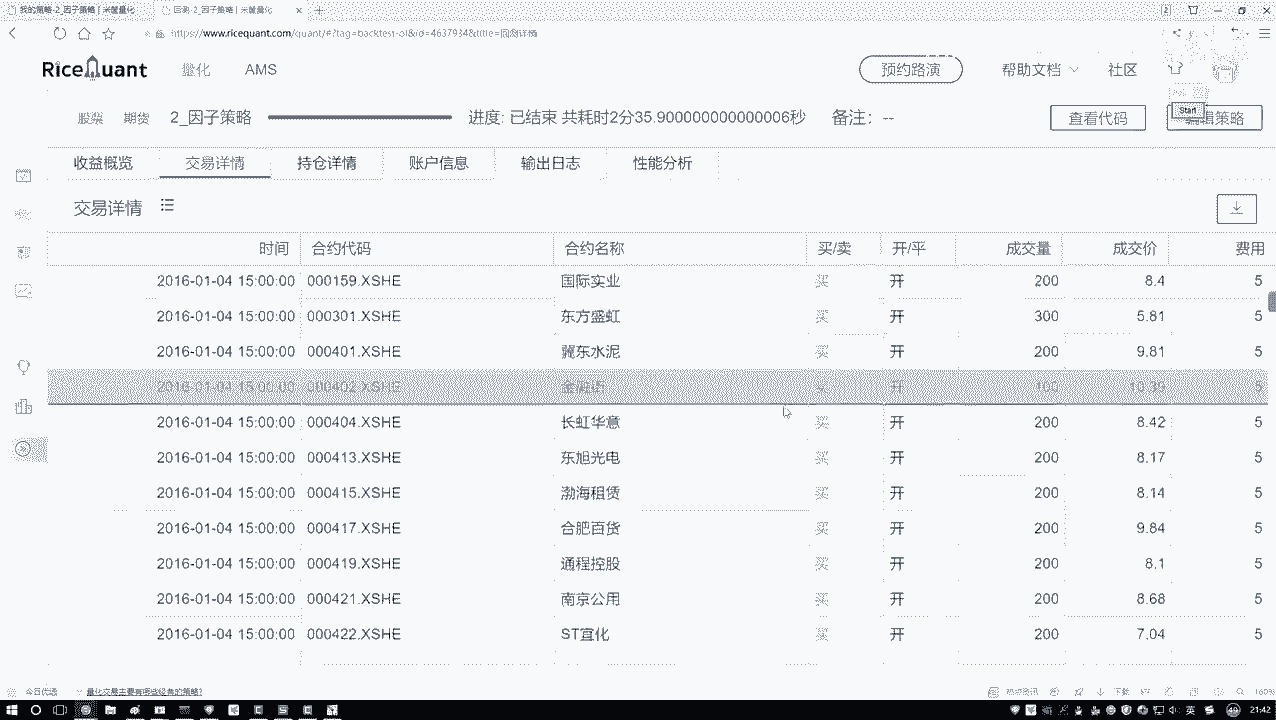 我的策略-2_因子策略 | 米筐量化
回测-2_因子策略 | 米筐量化
https://www.ricequant.com/quant/#?tag=backtest-ol&id=4637934&title=回测详情
RiceQuant 量化 AMS 预约路演 帮助文档 社区
股票 期货 2_因子策略 进度: 已结束 共耗时2分35.900000000000006秒 备注: -- 查看代码 编辑策略
Start
收益概览 交易详情 持仓详情 账户信息 输出日志 性能分析
交易详情
时间 合约代码 合约名称 买/卖 开/平 成交量 成交价 费用
2016-01-04 15:00:00 000159.XSHE 国际实业 买 开 200 8.4 5
2016-01-04 15:00:00 000301.XSHE 东方盛虹 买 开 300 5.81 5
2016-01-04 15:00:00 000401.XSHE 冀东水泥 买 开 200 9.81 5
2016-01-04 15:00:00 000402.XSHE 金融街 开 100 10.39 5
2016-01-04 15:00:00 000404.XSHE 长虹华意 买 开 200 8.42 5
2016-01-04 15:00:00 000413.XSHE 东旭光电 买 开 200 8.17 5
2016-01-04 15:00:00 000415.XSHE 渤海租赁 买 开 200 8.14 5
2016-01-04 15:00:00 000417.XSHE 合肥百货 买 开 200 9.84 5
2016-01-04 15:00:00 000419.XSHE 通程控股 买 开 200 8.1 5
2016-01-04 15:00:00 000421.XSHE 南京公用 买 开 200 8.68 5
2016-01-04 15:00:00 000422.XSHE ST宜化 买 开 200 7.04 5
今日优选 量化交易主要有哪些经典的策略? 热点资讯 下载 160%
英 21:42